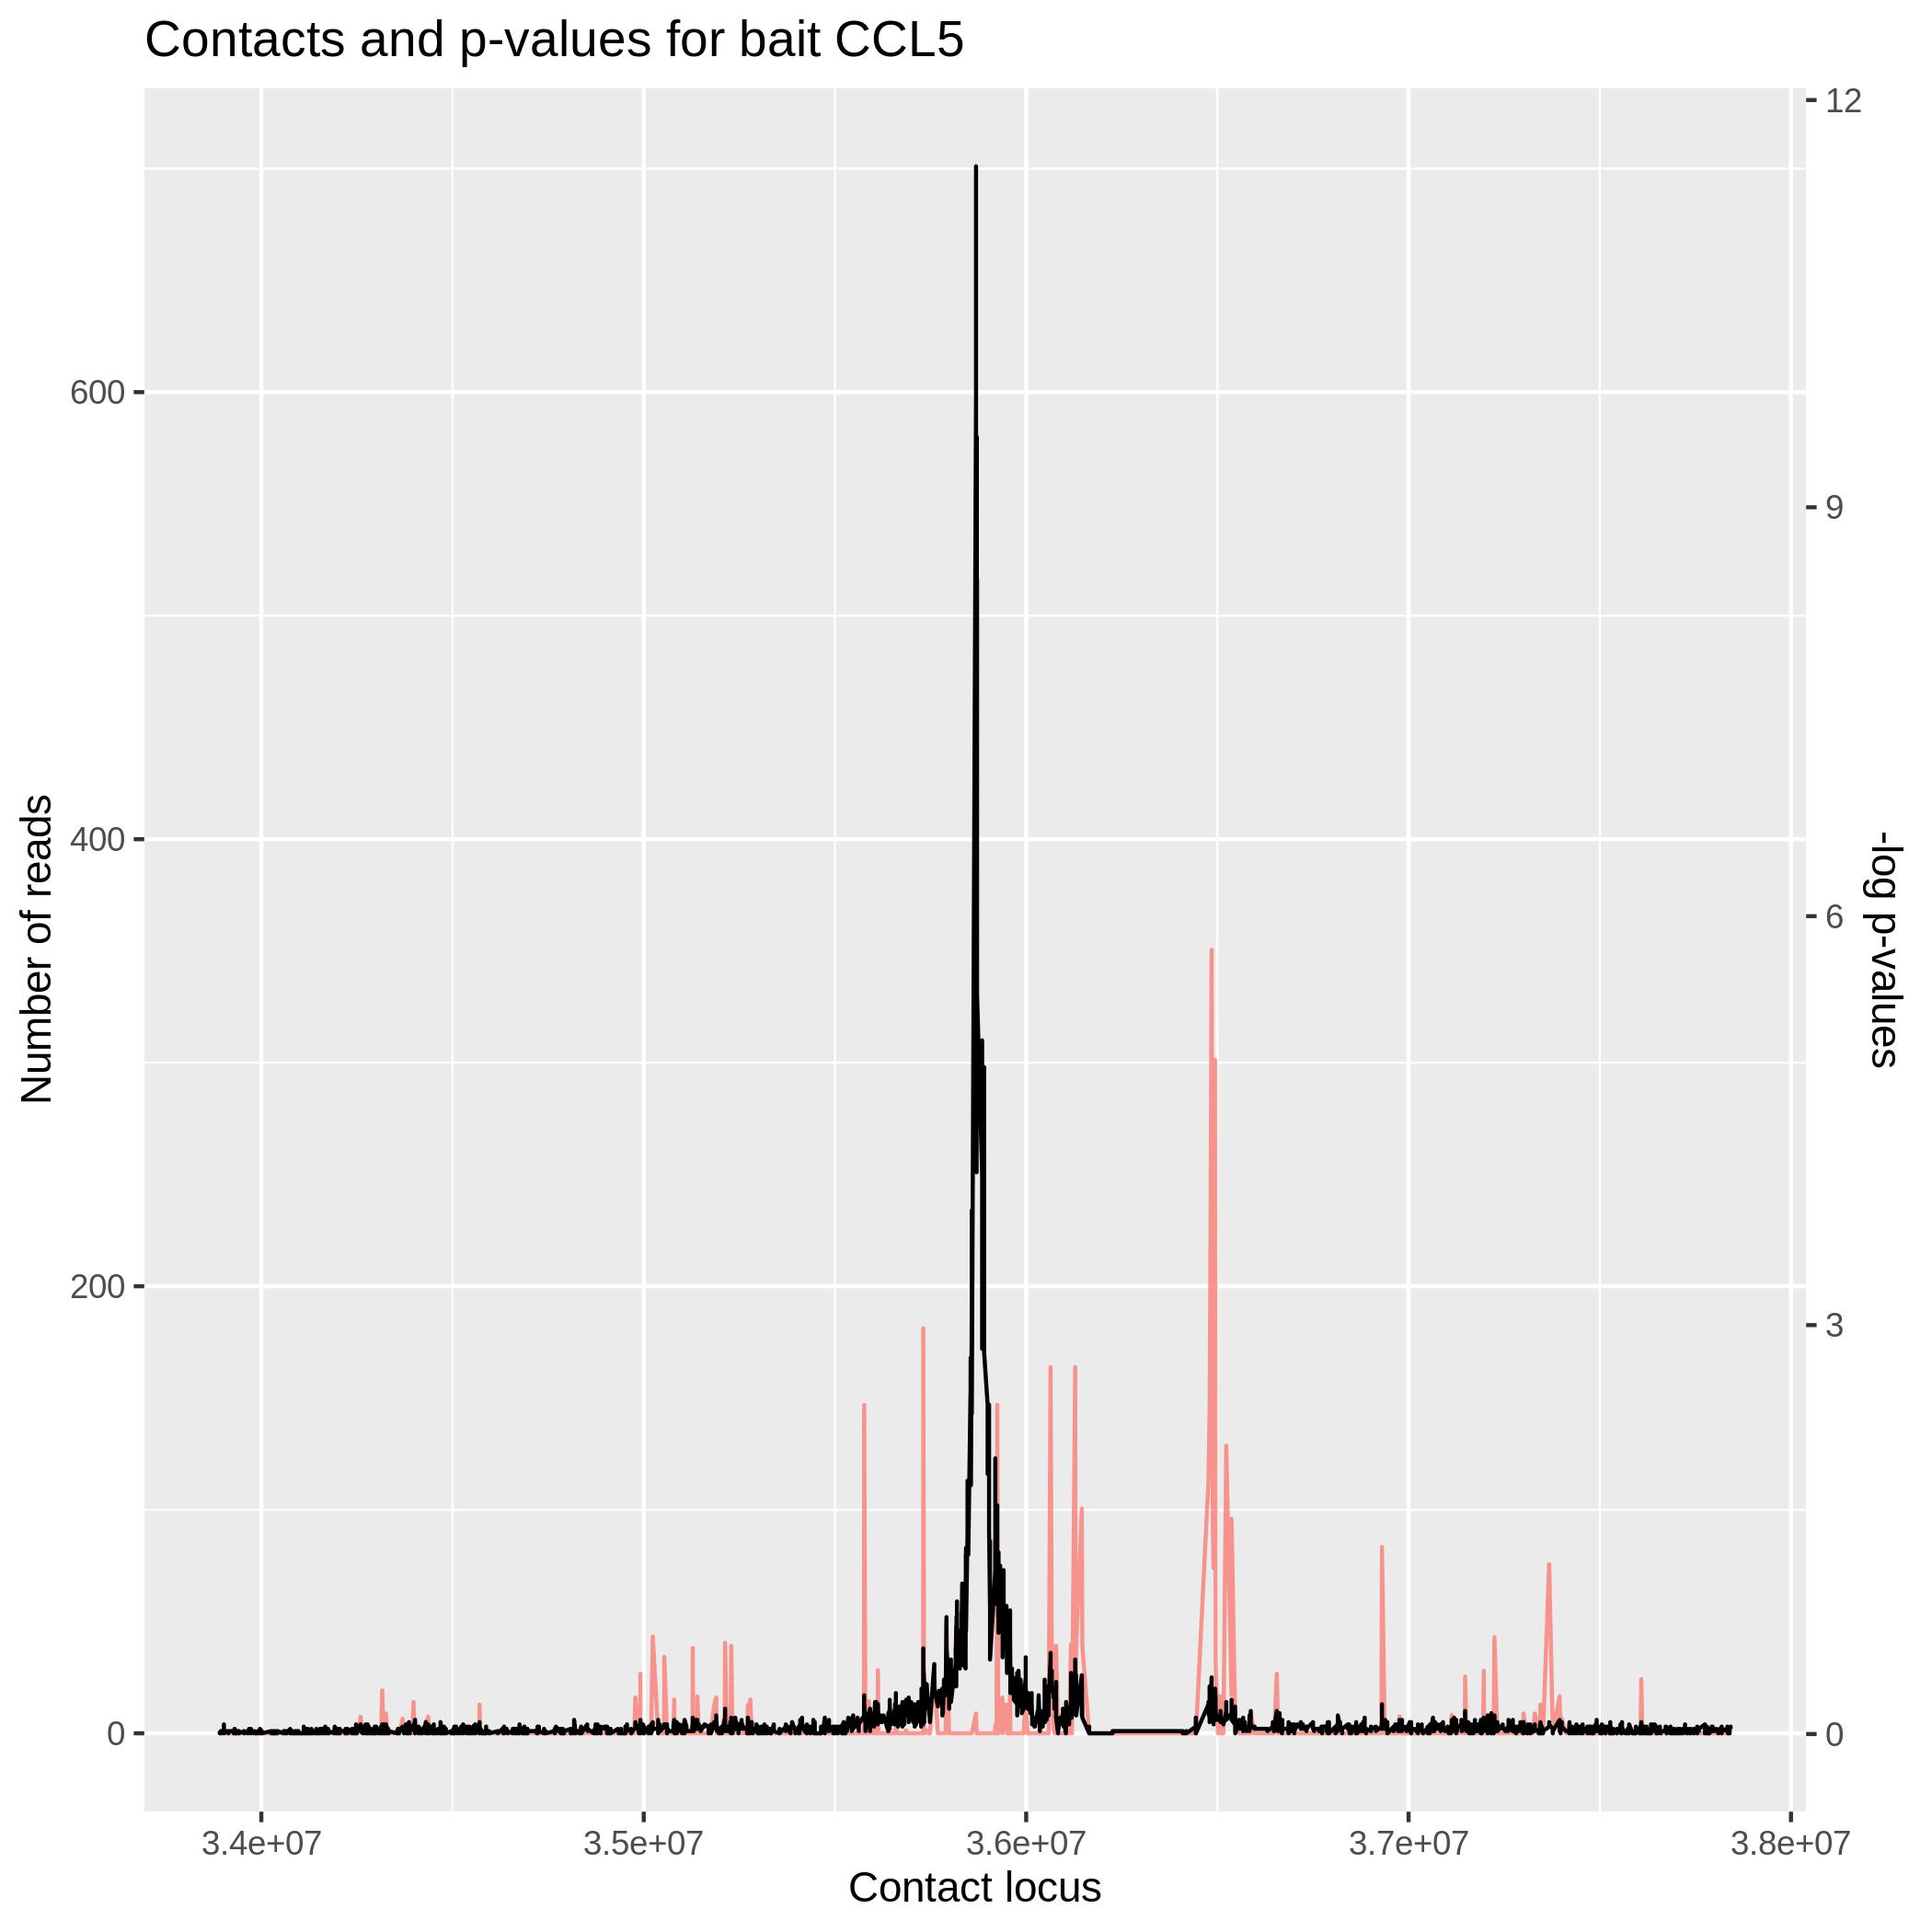 Contacts and p-values for bait CCL5
Number of reads
600
400
200
0
12
9
6
3
0
-log p-values
3.4e+07
3.5e+07
3.6e+07
3.7e+07
3.8e+07
Contact locus